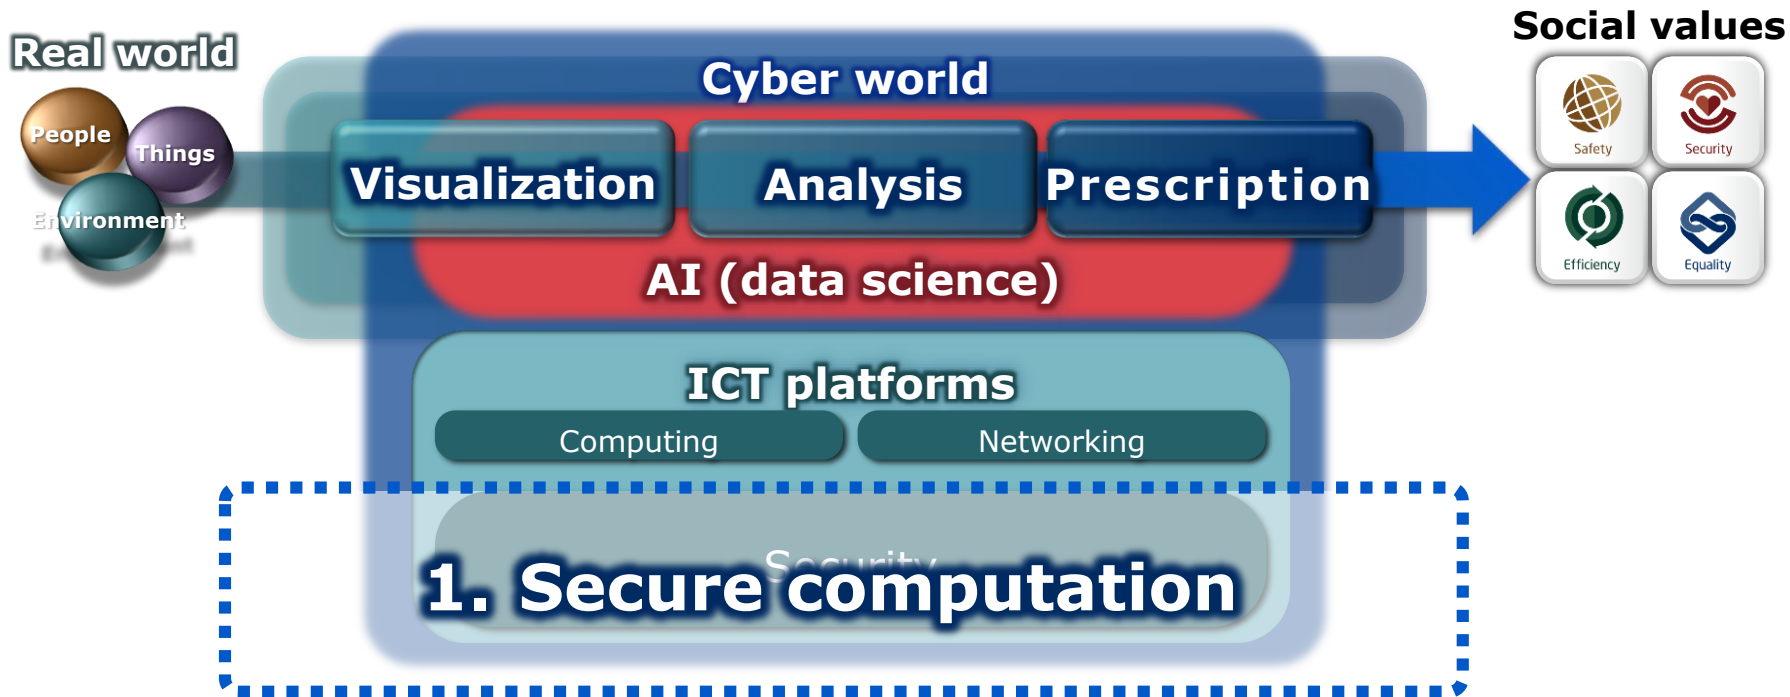 Real world
People
Things
Environment
Cyber world
Visualization
Analysis
Prescription
AI (data science)
ICT platforms
Computing
Networking
Security
1. Secure computation
Social values
Safety
Security
Efficiency
Equality